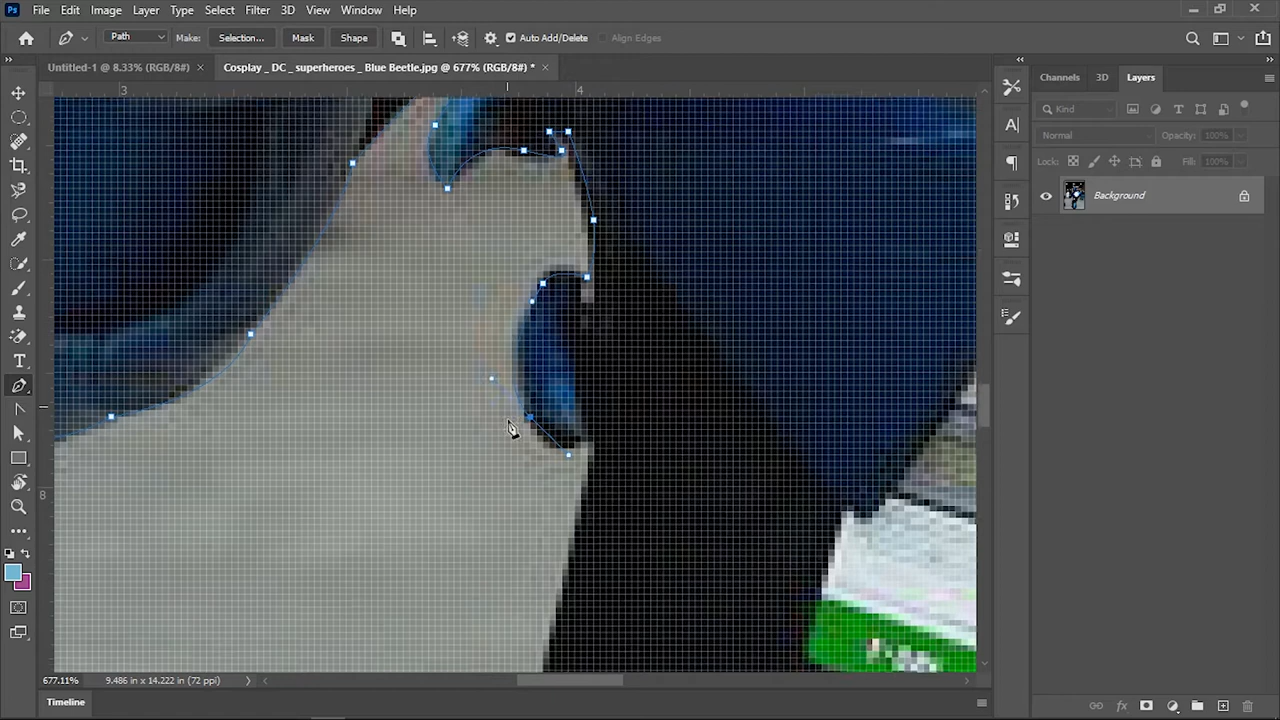 Ps File Edit Image Layer Type Select Filter 3D View Window Help
Path Make: Selection... Mask Shape Auto Add/Delete Align Edges
Untitled-1 @ 8.33% (RGB/8#) × Cosplay _ DC _ superheroes _ Blue Beetle.jpg @ 677% (RGB/8#) * ×
3 4
8
Channels 3D Layers
Kind
Normal Opacity: 100%
Lock: Fill: 100%
Background
677.11% 9.486 in x 14.222 in (72 ppi)
Timeline